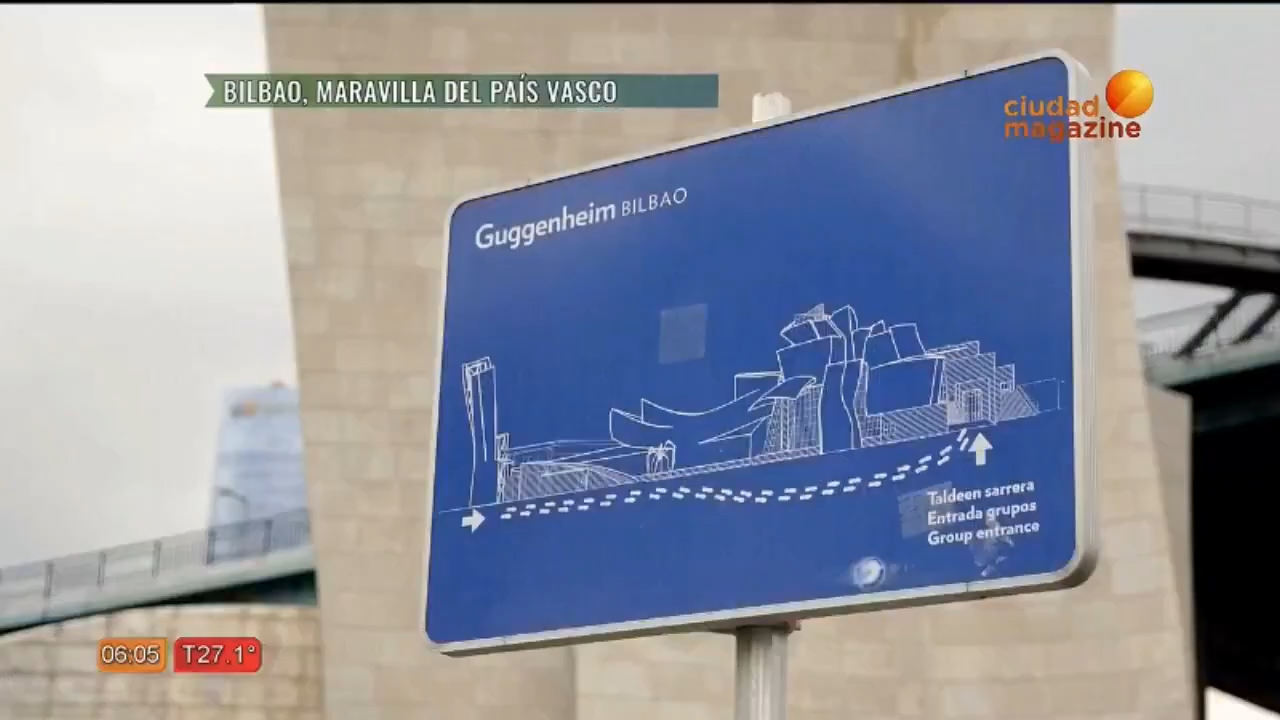 BILBAO, MARAVILLA DEL PAÍS VASCO
ciudad
magazine
Guggenheim BILBAO
Taldeen sarrera
Entrada grupos
Group entrance
06:05 T27.1°